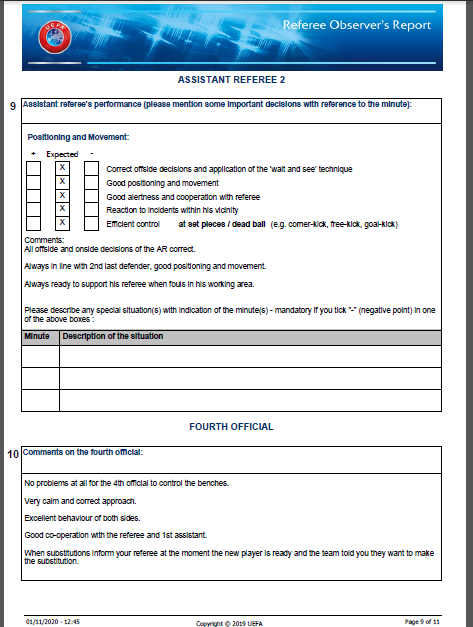 UEFA
Referee Observer's Report
ASSISTANT REFEREE 2
9 Assistant referee's performance (please mention some important decisions with reference to the minute):
Positioning and Movement:
+ Expected -
X Correct offside decisions and application of the 'wait and see' technique
X Good positioning and movement
X Good alertness and cooperation with referee
X Reaction to incidents within his vicinity
X Efficient control at set pieces / dead ball (e.g. corner-kick, free-kick, goal-kick)
Comments:
All offside and onside decisions of the AR correct.
Always in line with 2nd last defender, good positioning and movement.
Always ready to support his referee when fouls in his working area.
Please describe any special situation(s) with indication of the minute(s) - mandatory if you tick "-" (negative point) in one
of the above boxes :
Minute Description of the situation
FOURTH OFFICIAL
10 Comments on the fourth official:
No problems at all for the 4th official to control the benches.
Very calm and correct approach.
Excellent behaviour of both sides.
Good co-operation with the referee and 1st assistant.
When substitutions inform your referee at the moment the new player is ready and the team told you they want to make
the substitution.
01/11/2020 - 12:45 Copyright © 2019 UEFA Page 9 of 11